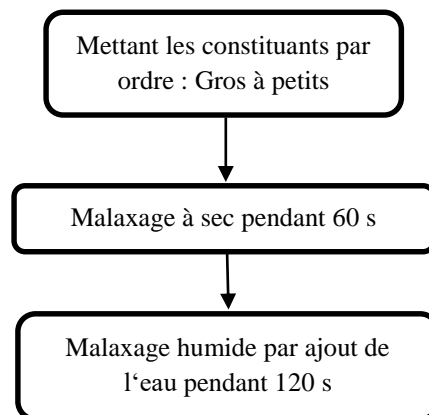 Mettant les constituants par
ordre : Gros à petits
Malaxage à sec pendant 60 s
Malaxage humide par ajout de
l‘eau pendant 120 s